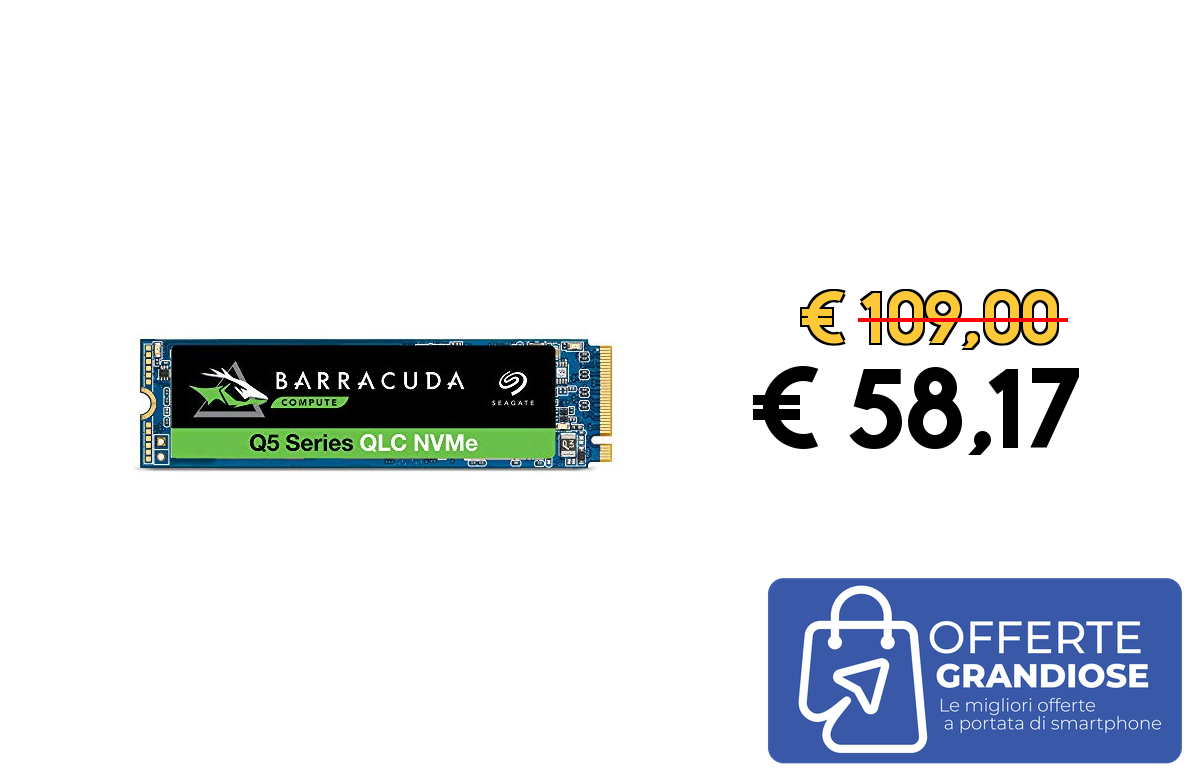 € 109,00
€ 58,17
BARRACUDA
COMPUTE
SEAGATE
Q5 Series QLC NVMe
OFFERTE
GRANDIOSE
Le migliori offerte
a portata di smartphone